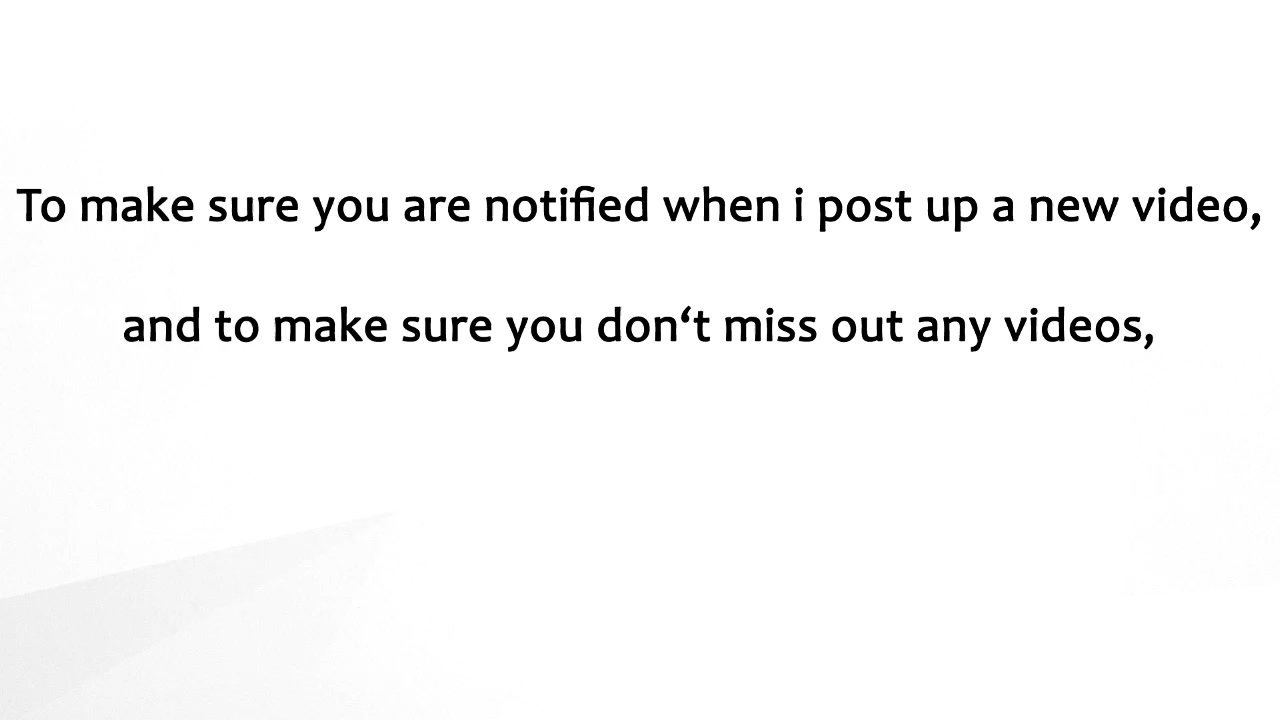 To make sure you are notified when i post up a new video,
and to make sure you don‘t miss out any videos,